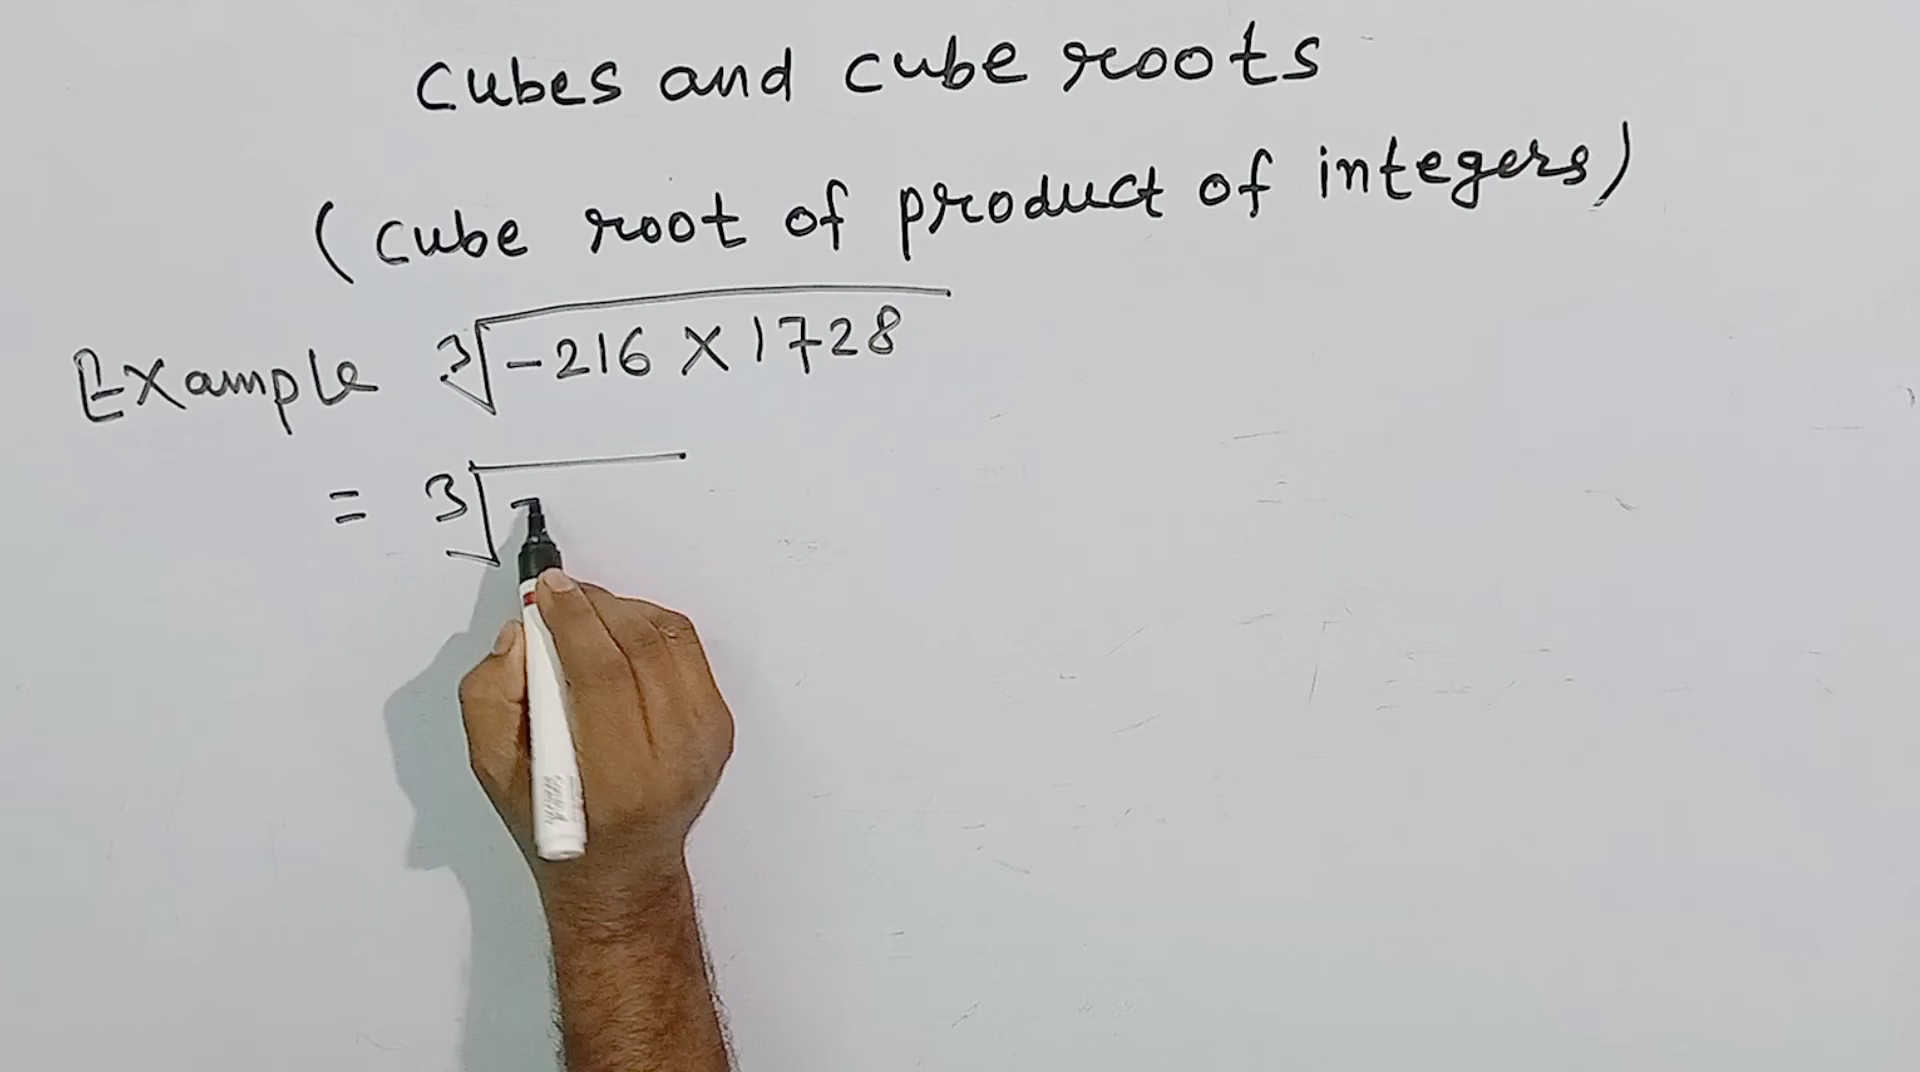 Cubes and cube roots
(cube root of product of integers)
Example ∛-216 X 1728
= ∛-